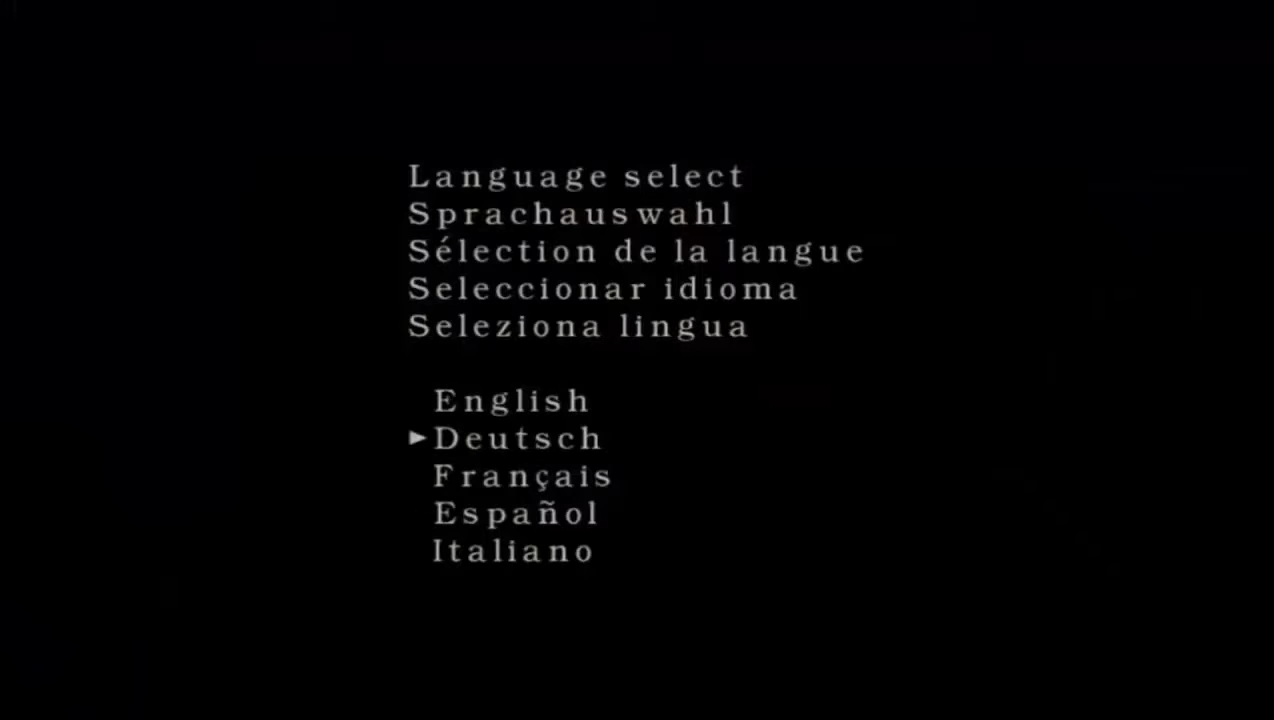 Language select
Sprachauswahl
Sélection de la langue
Seleccionar idioma
Seleziona lingua
English
►Deutsch
Français
Español
Italiano